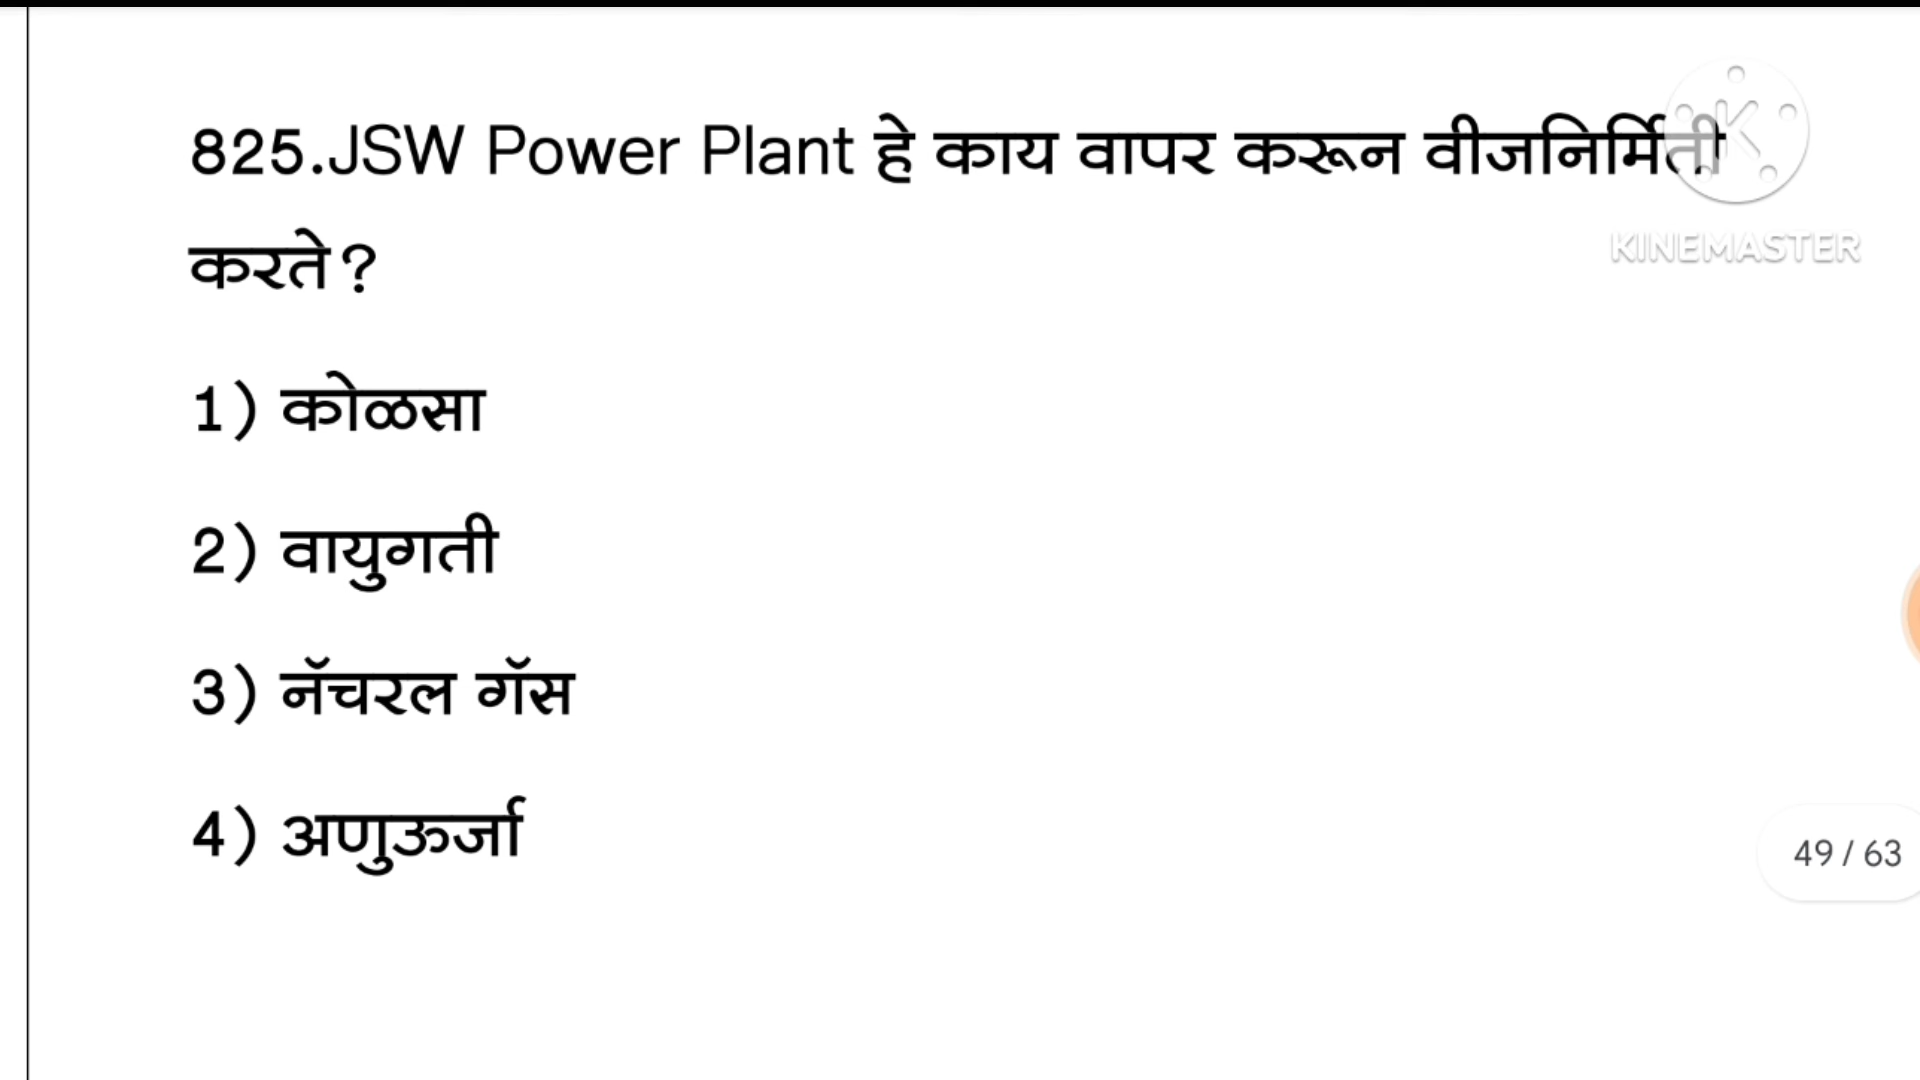 825.JSW Power Plant हे काय वापर करून वीजनिर्मिती
करते?
KINEMASTER
1) कोळसा
2) वायुगती
3) नॅचरल गॅस
4) अणुऊर्जा
49 / 63